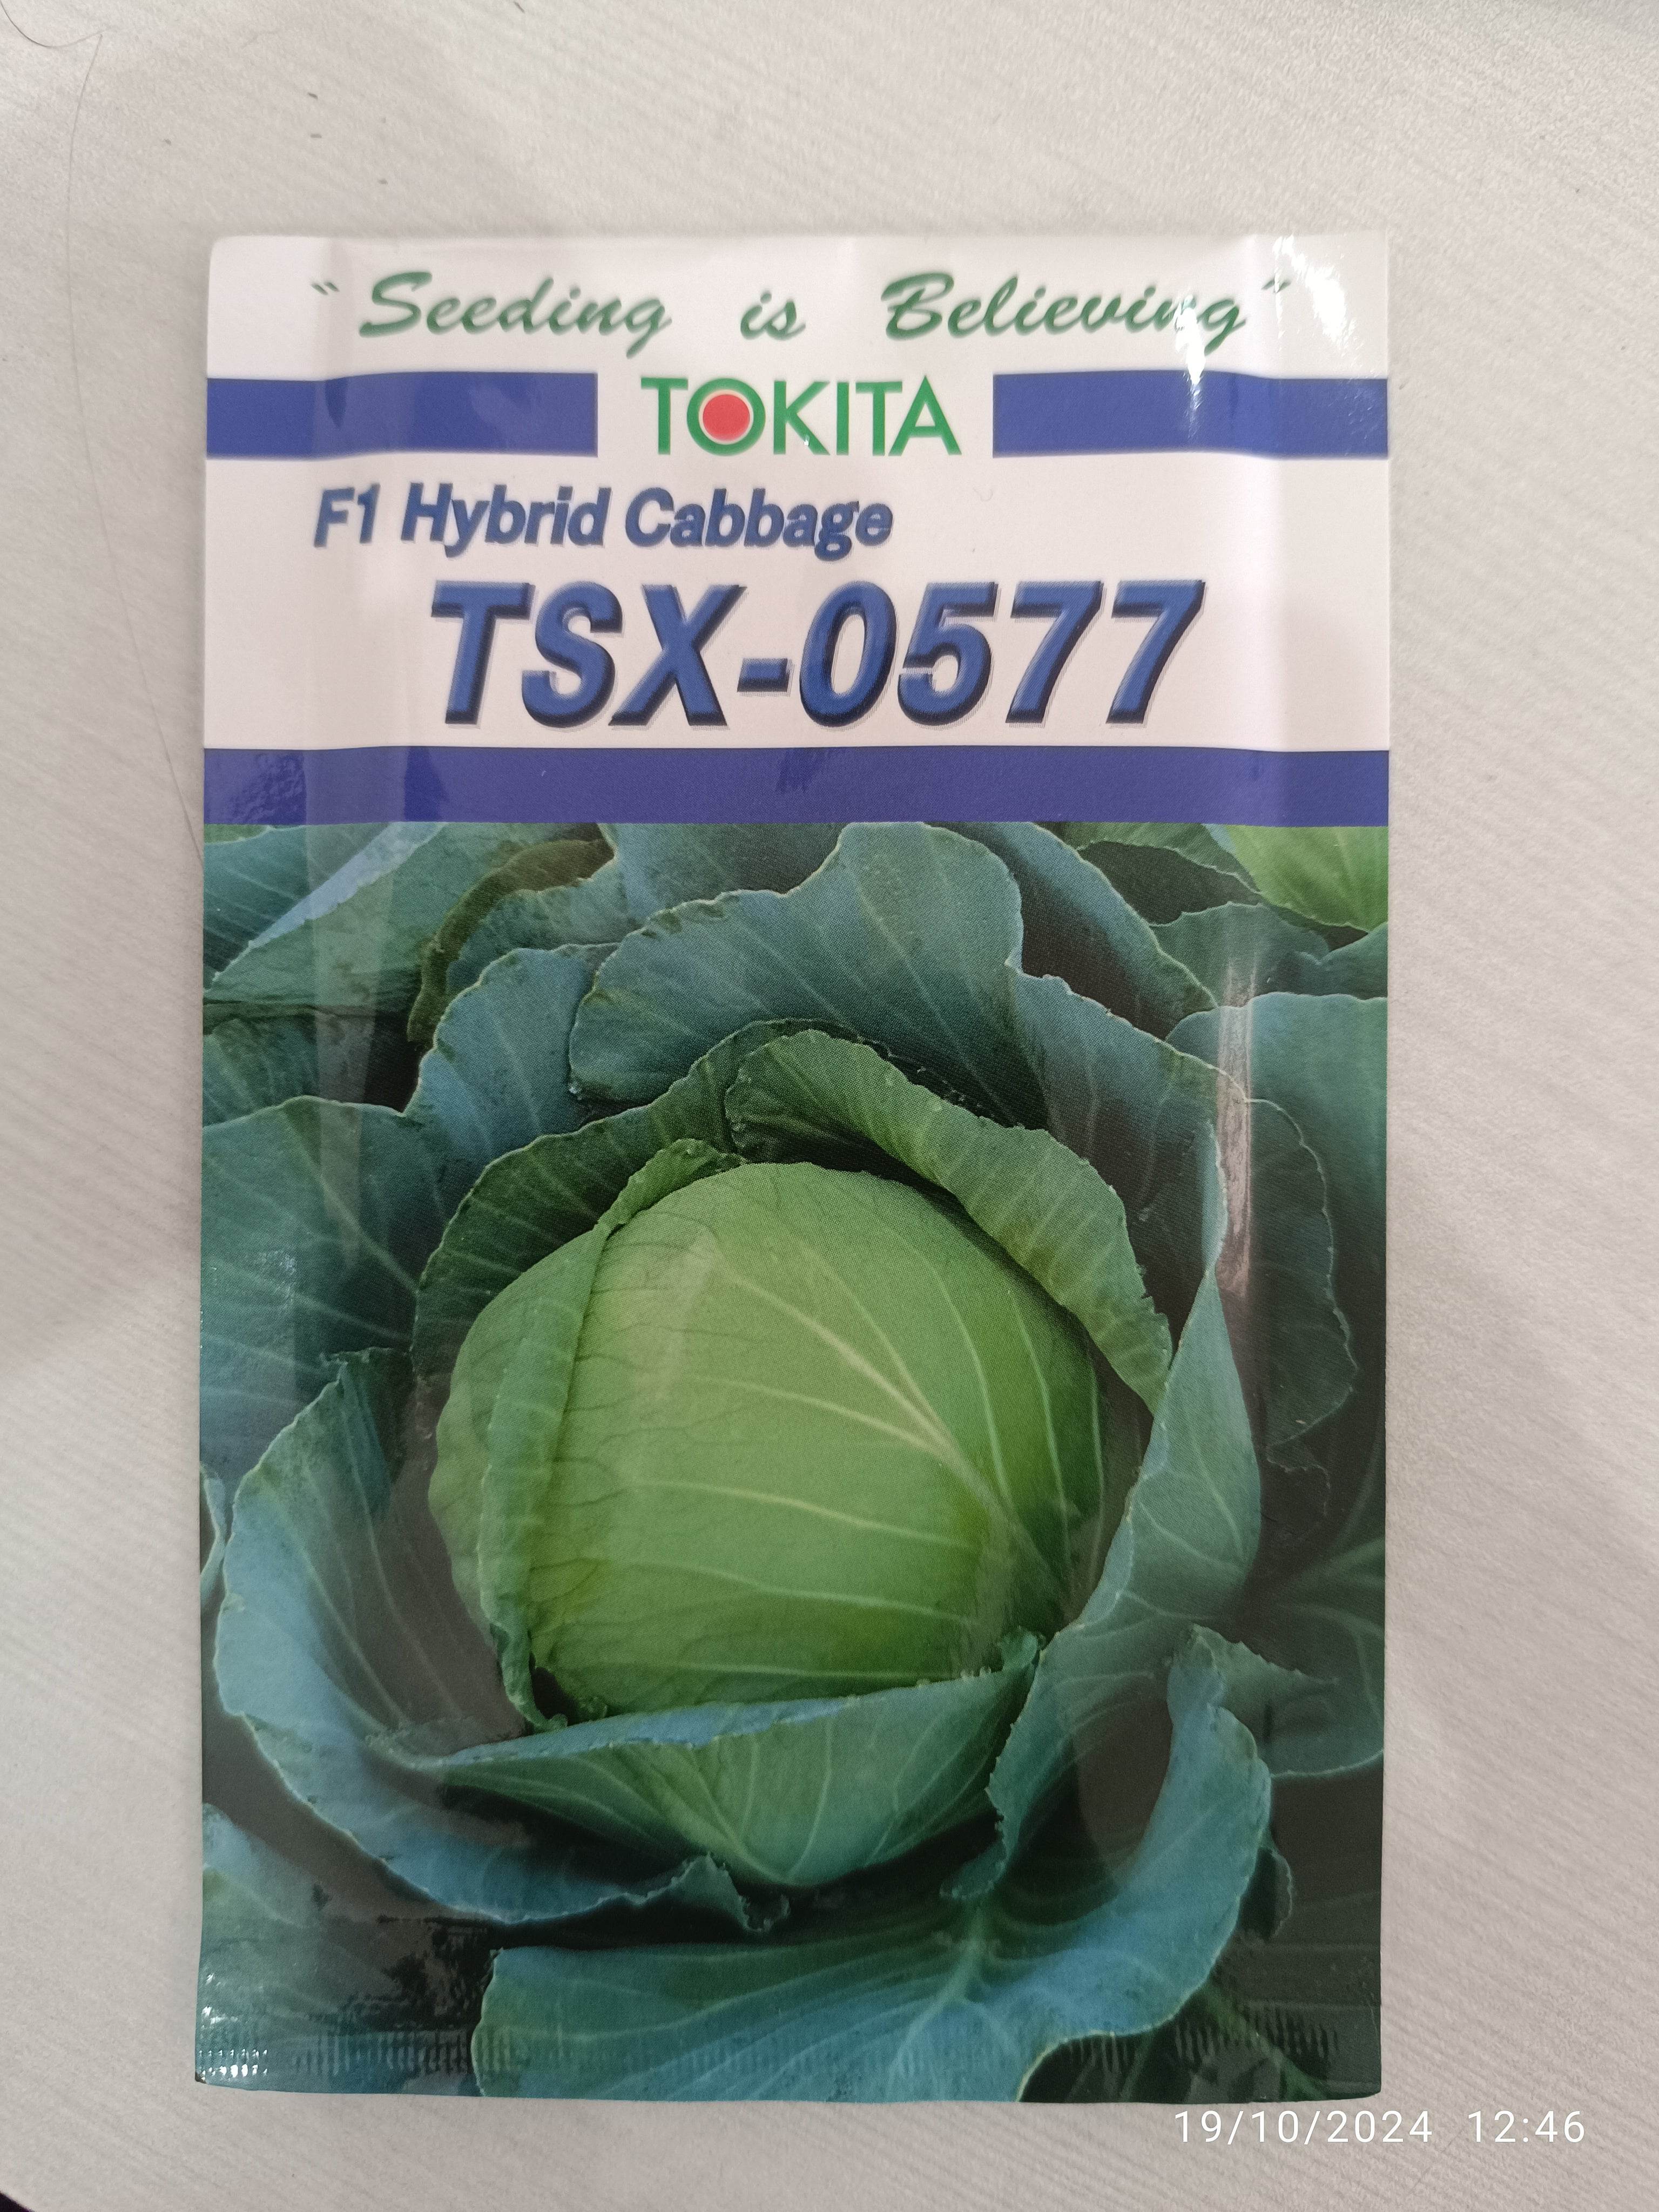 "Seeding is Believing"
TOKITA
F1 Hybrid Cabbage
TSX-0577
19/10/2024 12:46